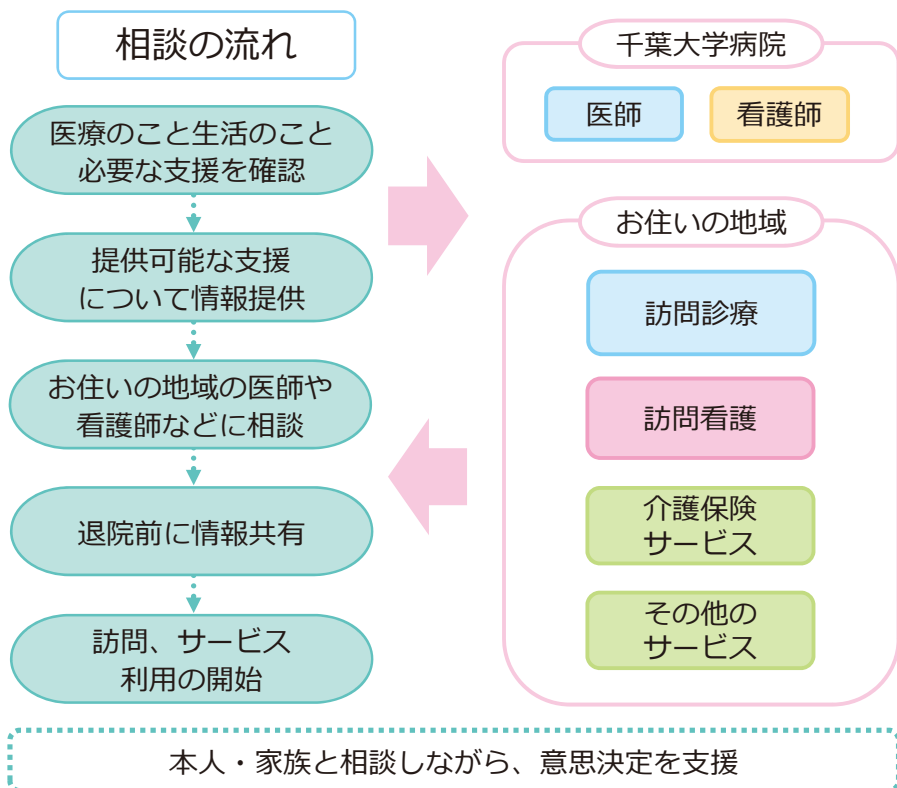 相談の流れ
医療のこと生活のこと
必要な支援を確認
提供可能な支援
について情報提供
お住いの地域の医師や
看護師などに相談
退院前に情報共有
訪問、サービス
利用の開始
千葉大学病院
医師
看護師
お住いの地域
訪問診療
訪問看護
介護保険
サービス
その他の
サービス
本人・家族と相談しながら、意思決定を支援